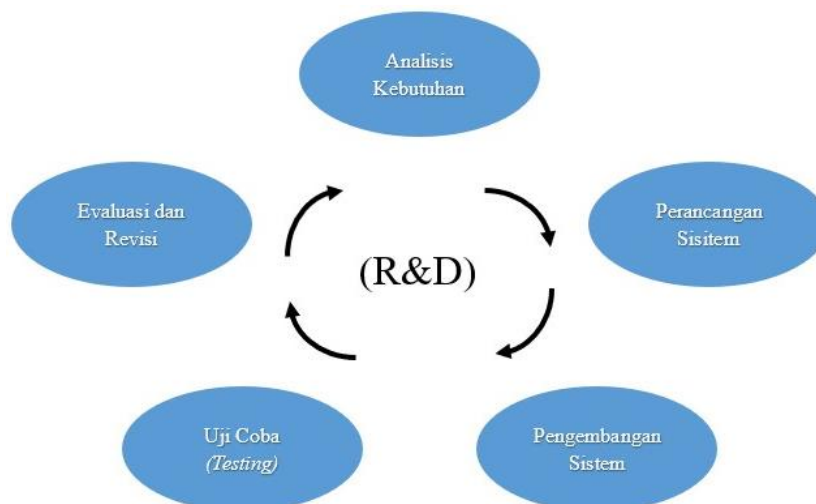 Analisis
Kebutuhan
Evaluasi dan
Revisi
Perancangan
Sisitem
(R&D)
Uji Coba
(Testing)
Pengembangan
Sistem